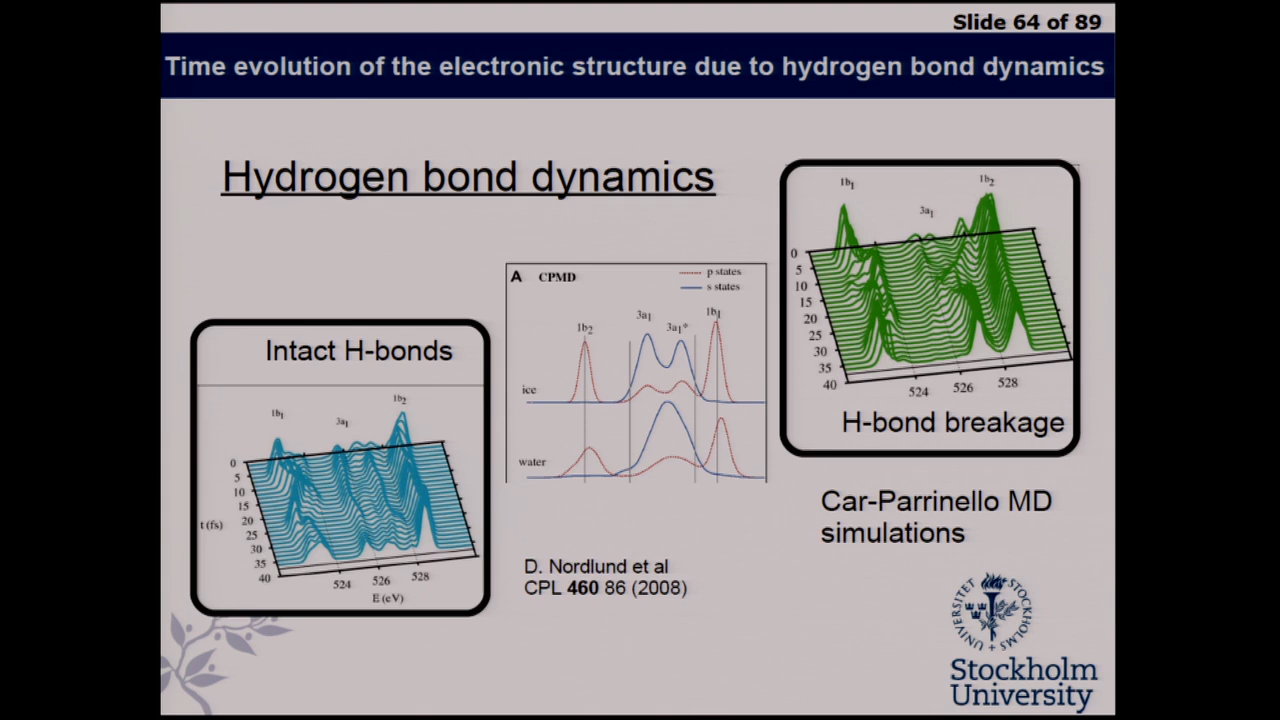 Slide 64 of 89
Time evolution of the electronic structure due to hydrogen bond dynamics
Hydrogen bond dynamics
1b1
3a1
1b2
0
5
10
15
20
25
30
35
40
524
526
528
H-bond breakage
A CPMD
p states
s states
1b2
3a1
3a1*
1b1
ice
water
Intact H-bonds
1b1
3a1
1b2
0
5
10
15
20
t (fs)
25
30
35
40
524
526
528
E (eV)
Car-Parrinello MD
simulations
D. Nordlund et al
CPL 460 86 (2008)
UNIVERSITET STOCKHOLMS
Stockholm
University